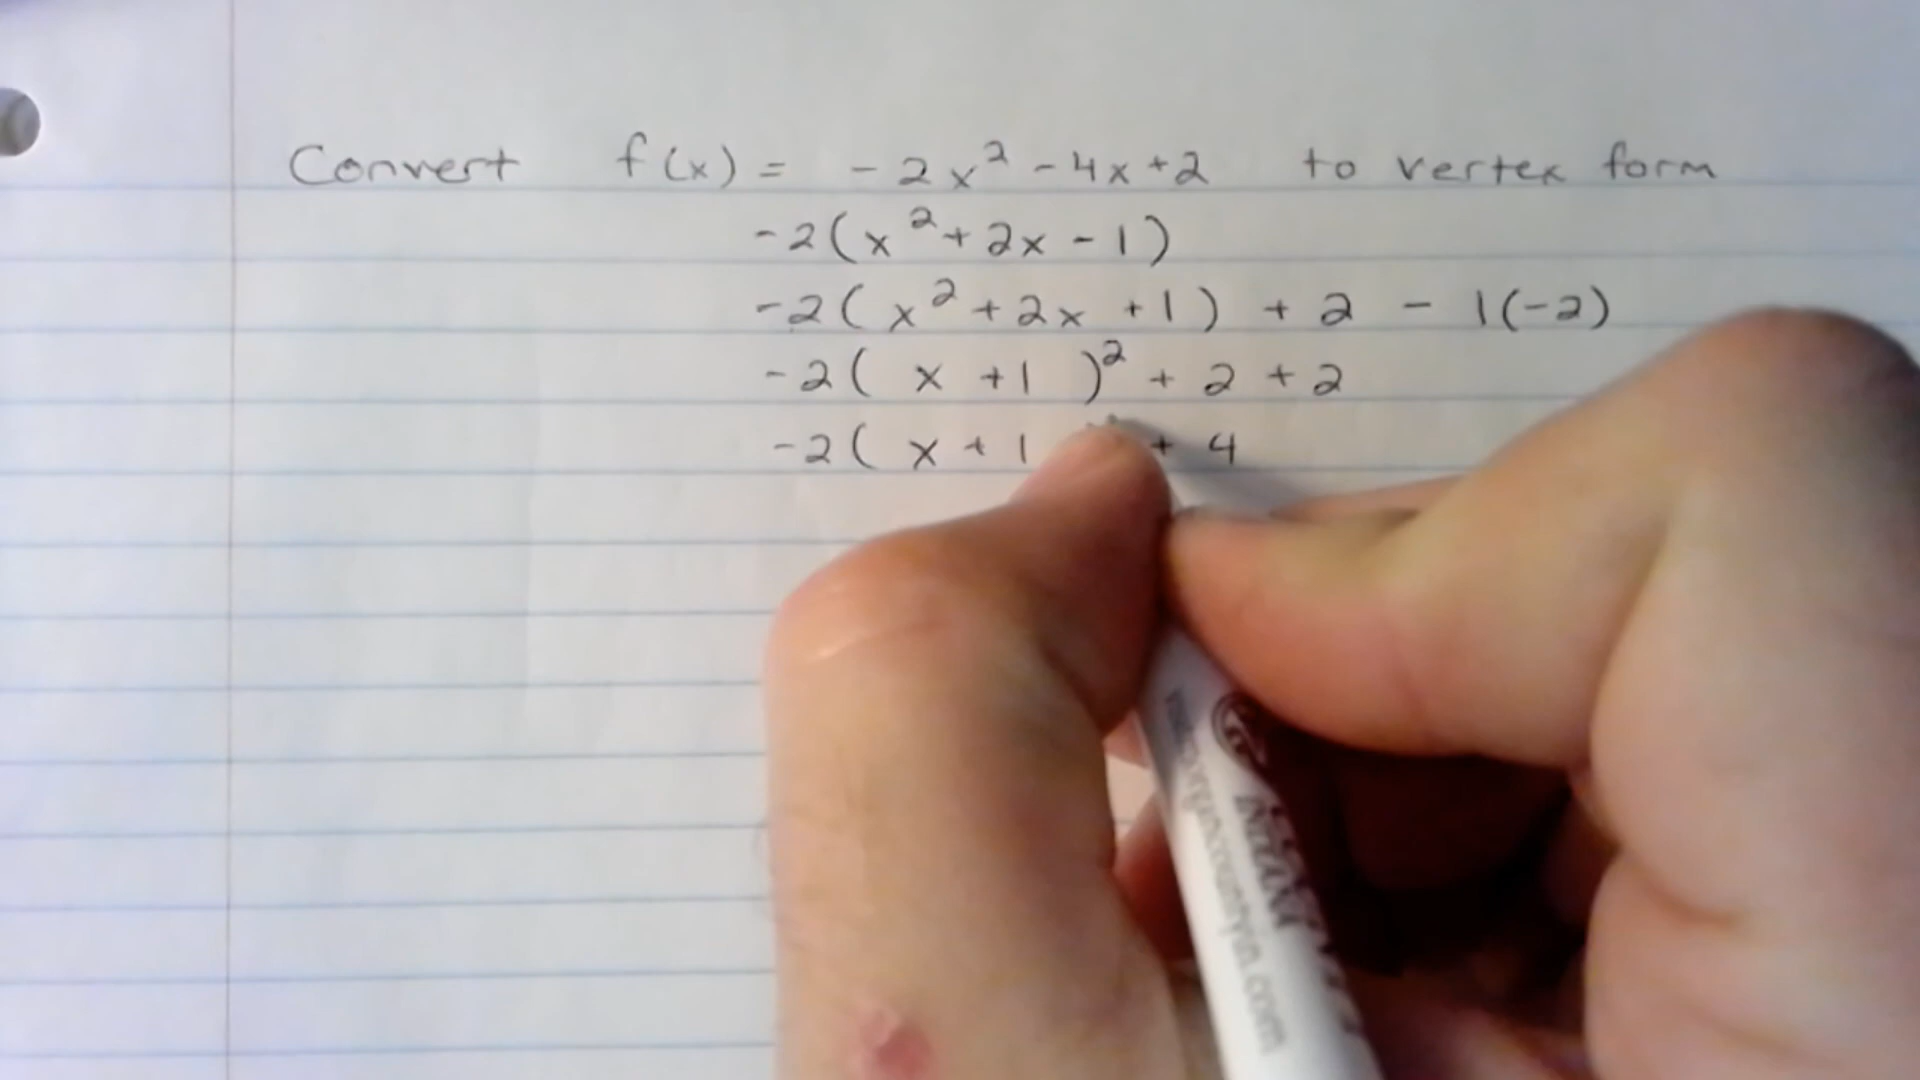 Convert f(x) = -2x² - 4x + 2 to vertex form
-2(x² + 2x - 1)
-2(x² + 2x + 1) + 2 - 1(-2)
-2(x + 1)² + 2 + 2
-2(x + 1 + 4